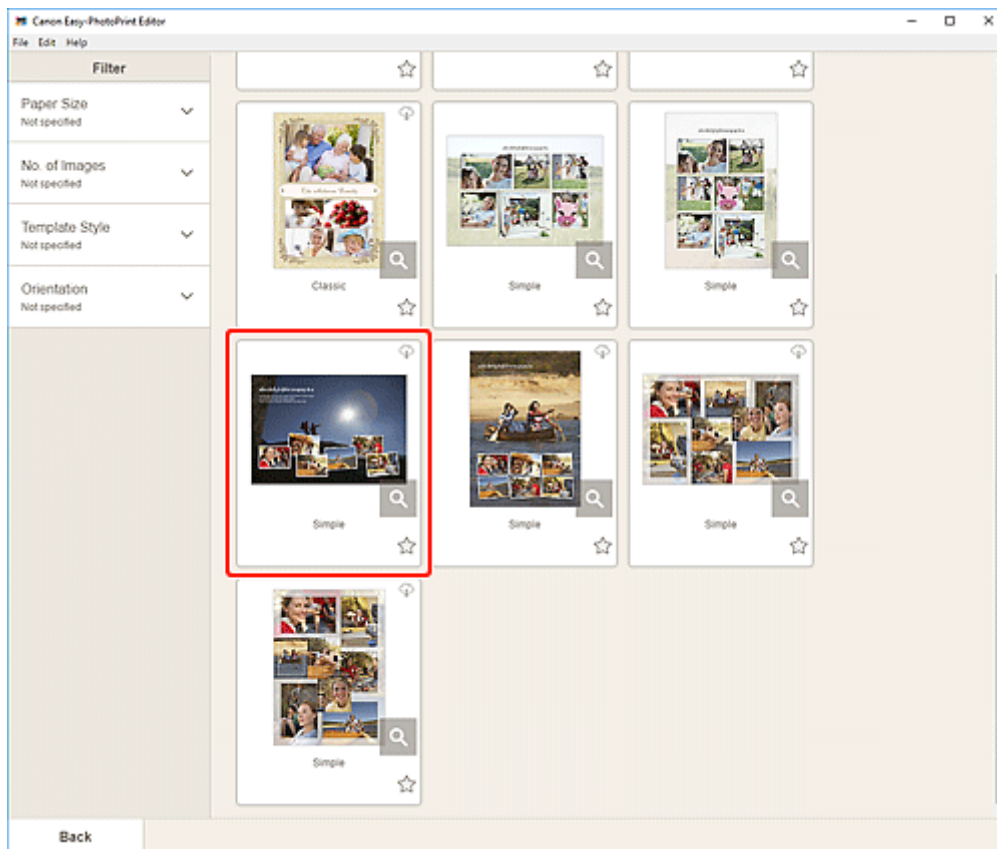 Canon Easy-PhotoPrint Editor
File Edit Help
Filter
Paper Size
Not specified
No. of Images
Not specified
Template Style
Not specified
Orientation
Not specified
Classic
Simple
Simple
Simple
Simple
Simple
Simple
Back